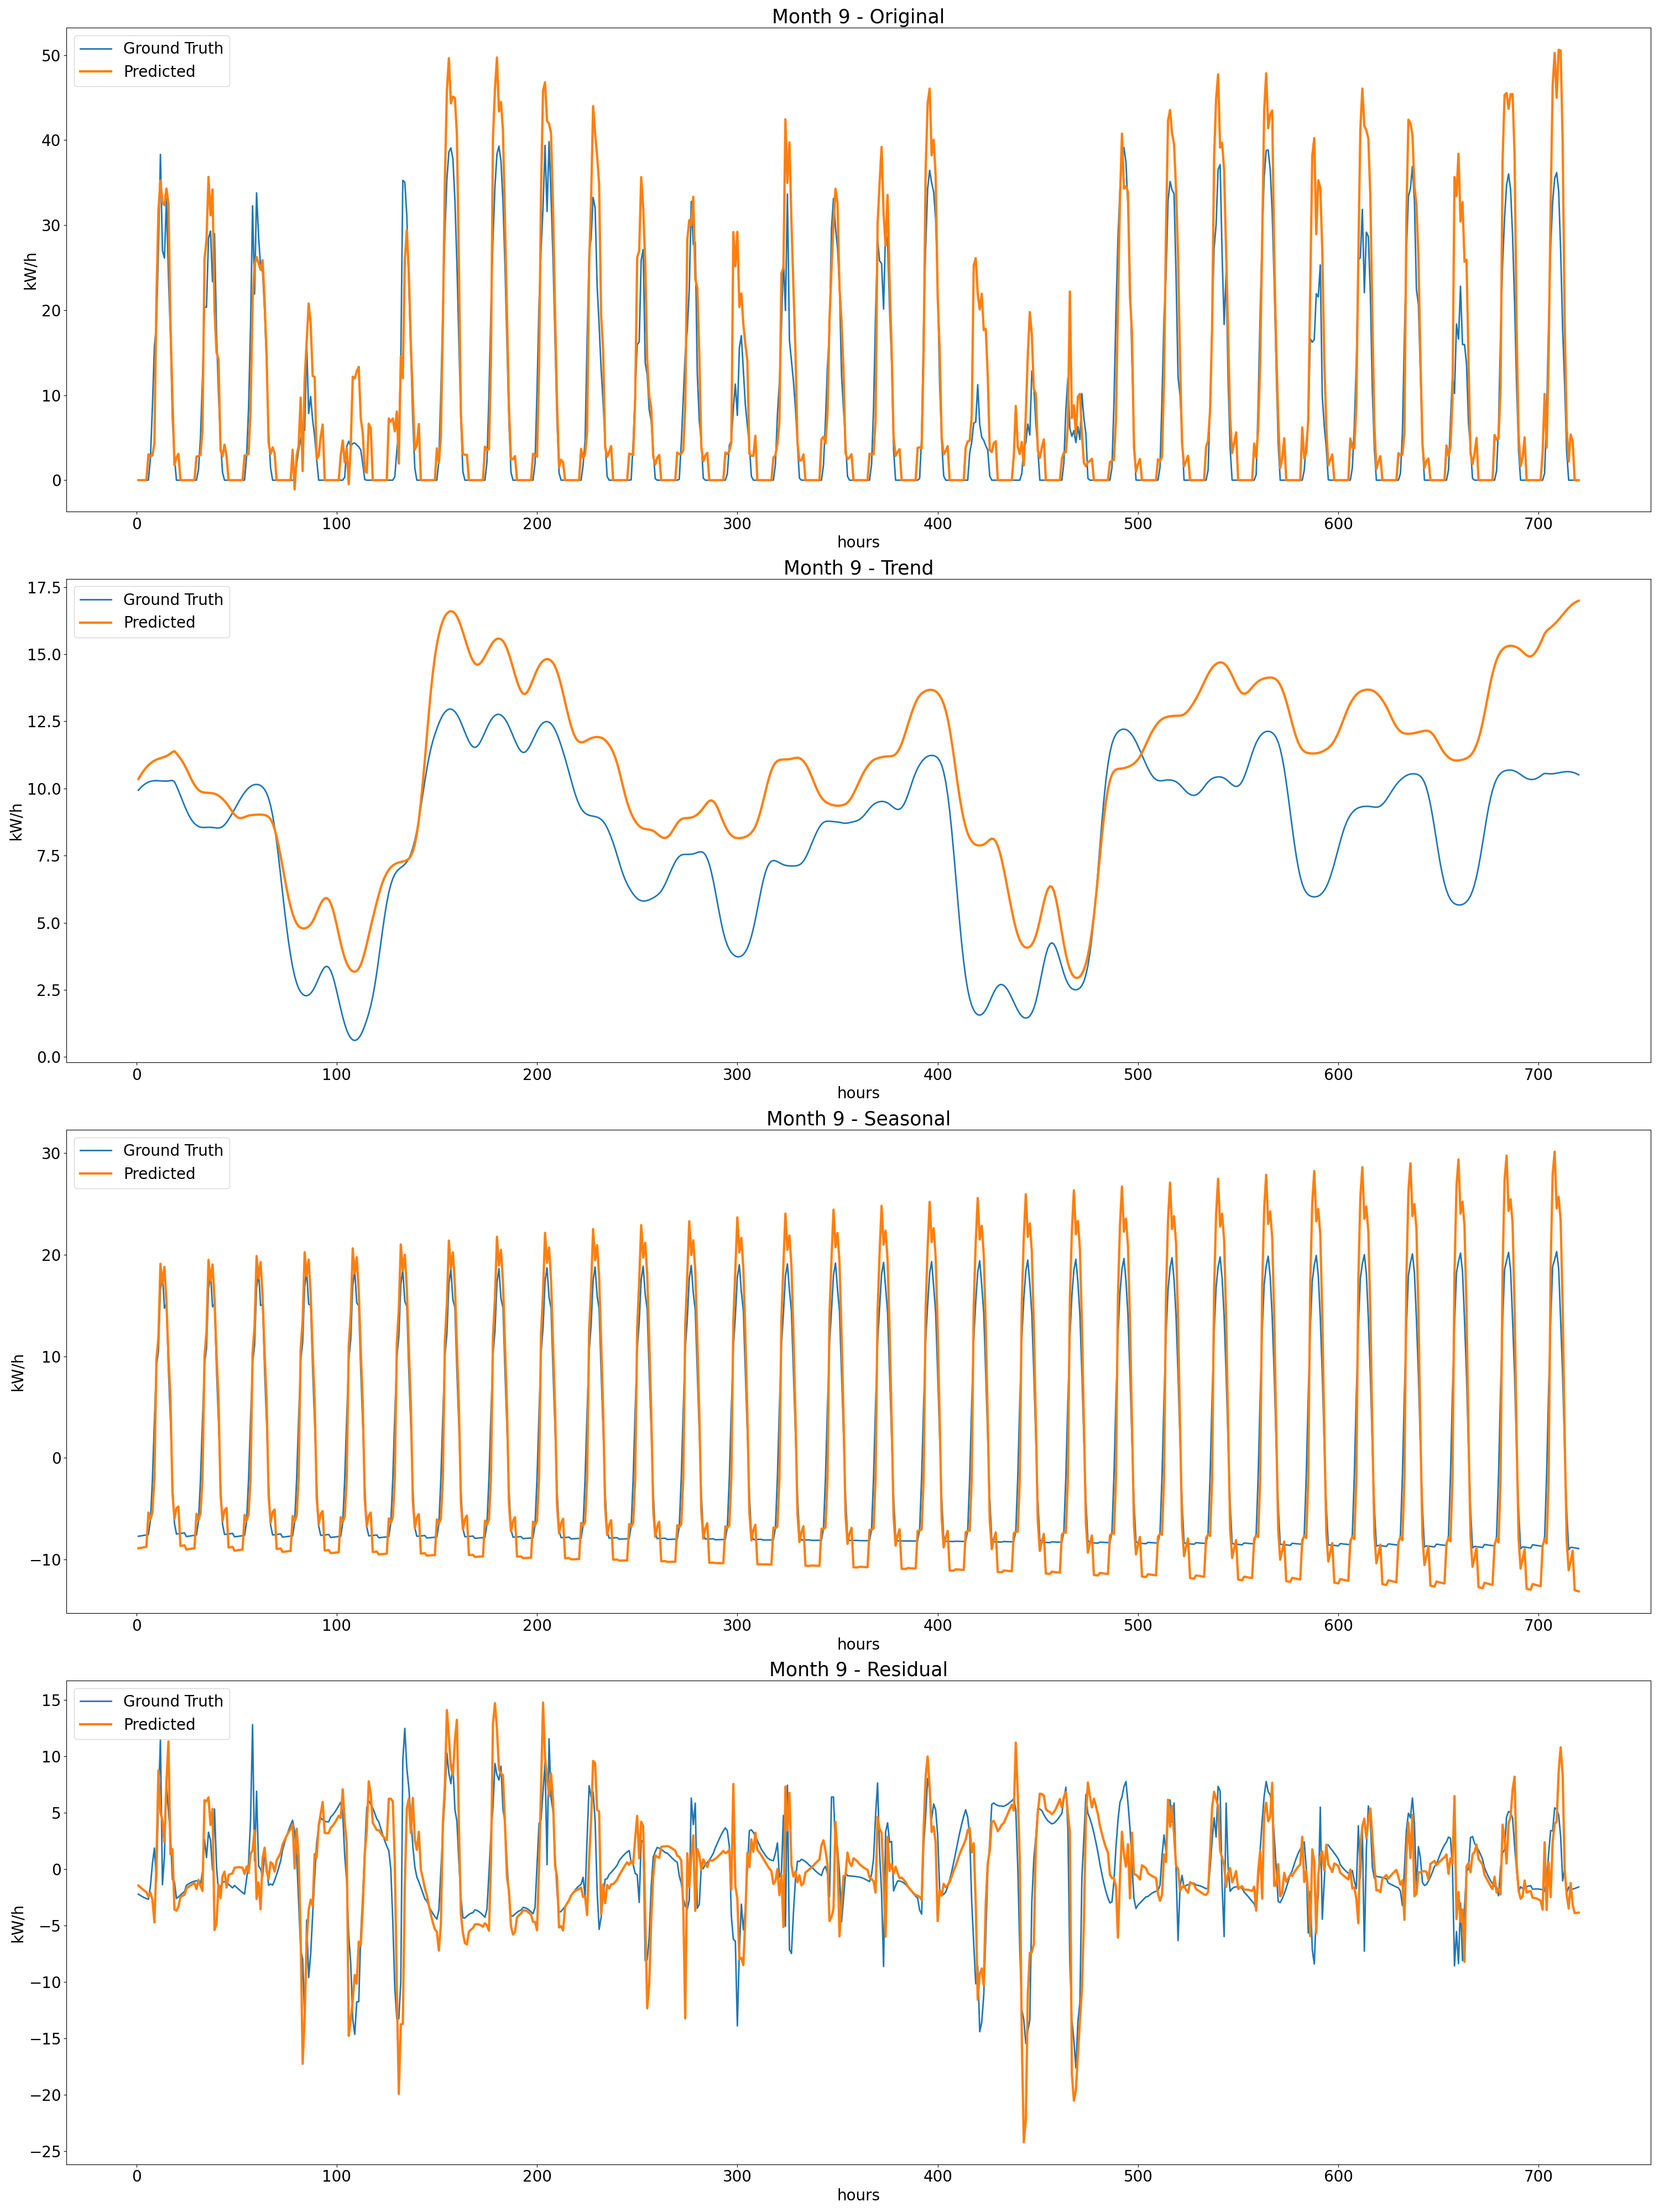 Month 9 - Original
Ground Truth
Predicted
50
40
30
20
10
0
kW/h
0 100 200 300 400 500 600 700
hours
Month 9 - Trend
Ground Truth
Predicted
17.5
15.0
12.5
10.0
7.5
5.0
2.5
0.0
kW/h
0 100 200 300 400 500 600 700
hours
Month 9 - Seasonal
Ground Truth
Predicted
30
20
10
0
−10
kW/h
0 100 200 300 400 500 600 700
hours
Month 9 - Residual
Ground Truth
Predicted
15
10
5
0
−5
−10
−15
−20
−25
kW/h
0 100 200 300 400 500 600 700
hours